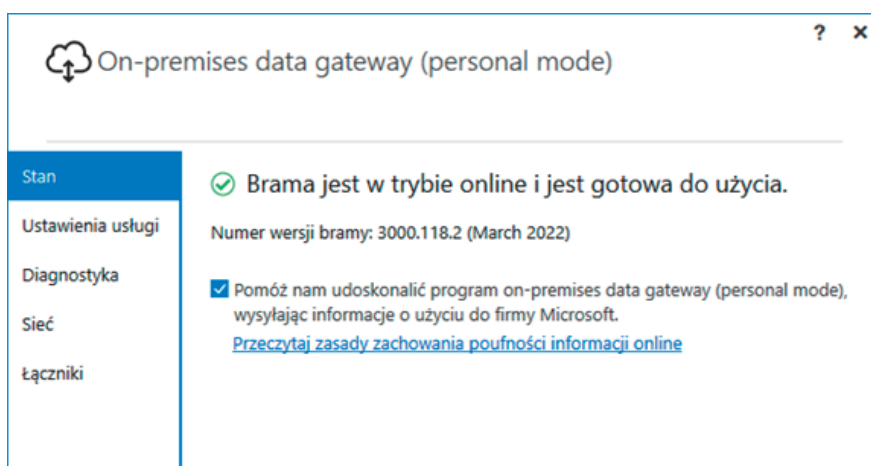 ? ×
On-premises data gateway (personal mode)
Stan
Brama jest w trybie online i jest gotowa do użycia.
Ustawienia usługi
Numer wersji bramy: 3000.118.2 (March 2022)
Diagnostyka
Pomóż nam udoskonalić program on-premises data gateway (personal mode),
wysyłając informacje o użyciu do firmy Microsoft.
Sieć
Przeczytaj zasady zachowania poufności informacji online
Łączniki